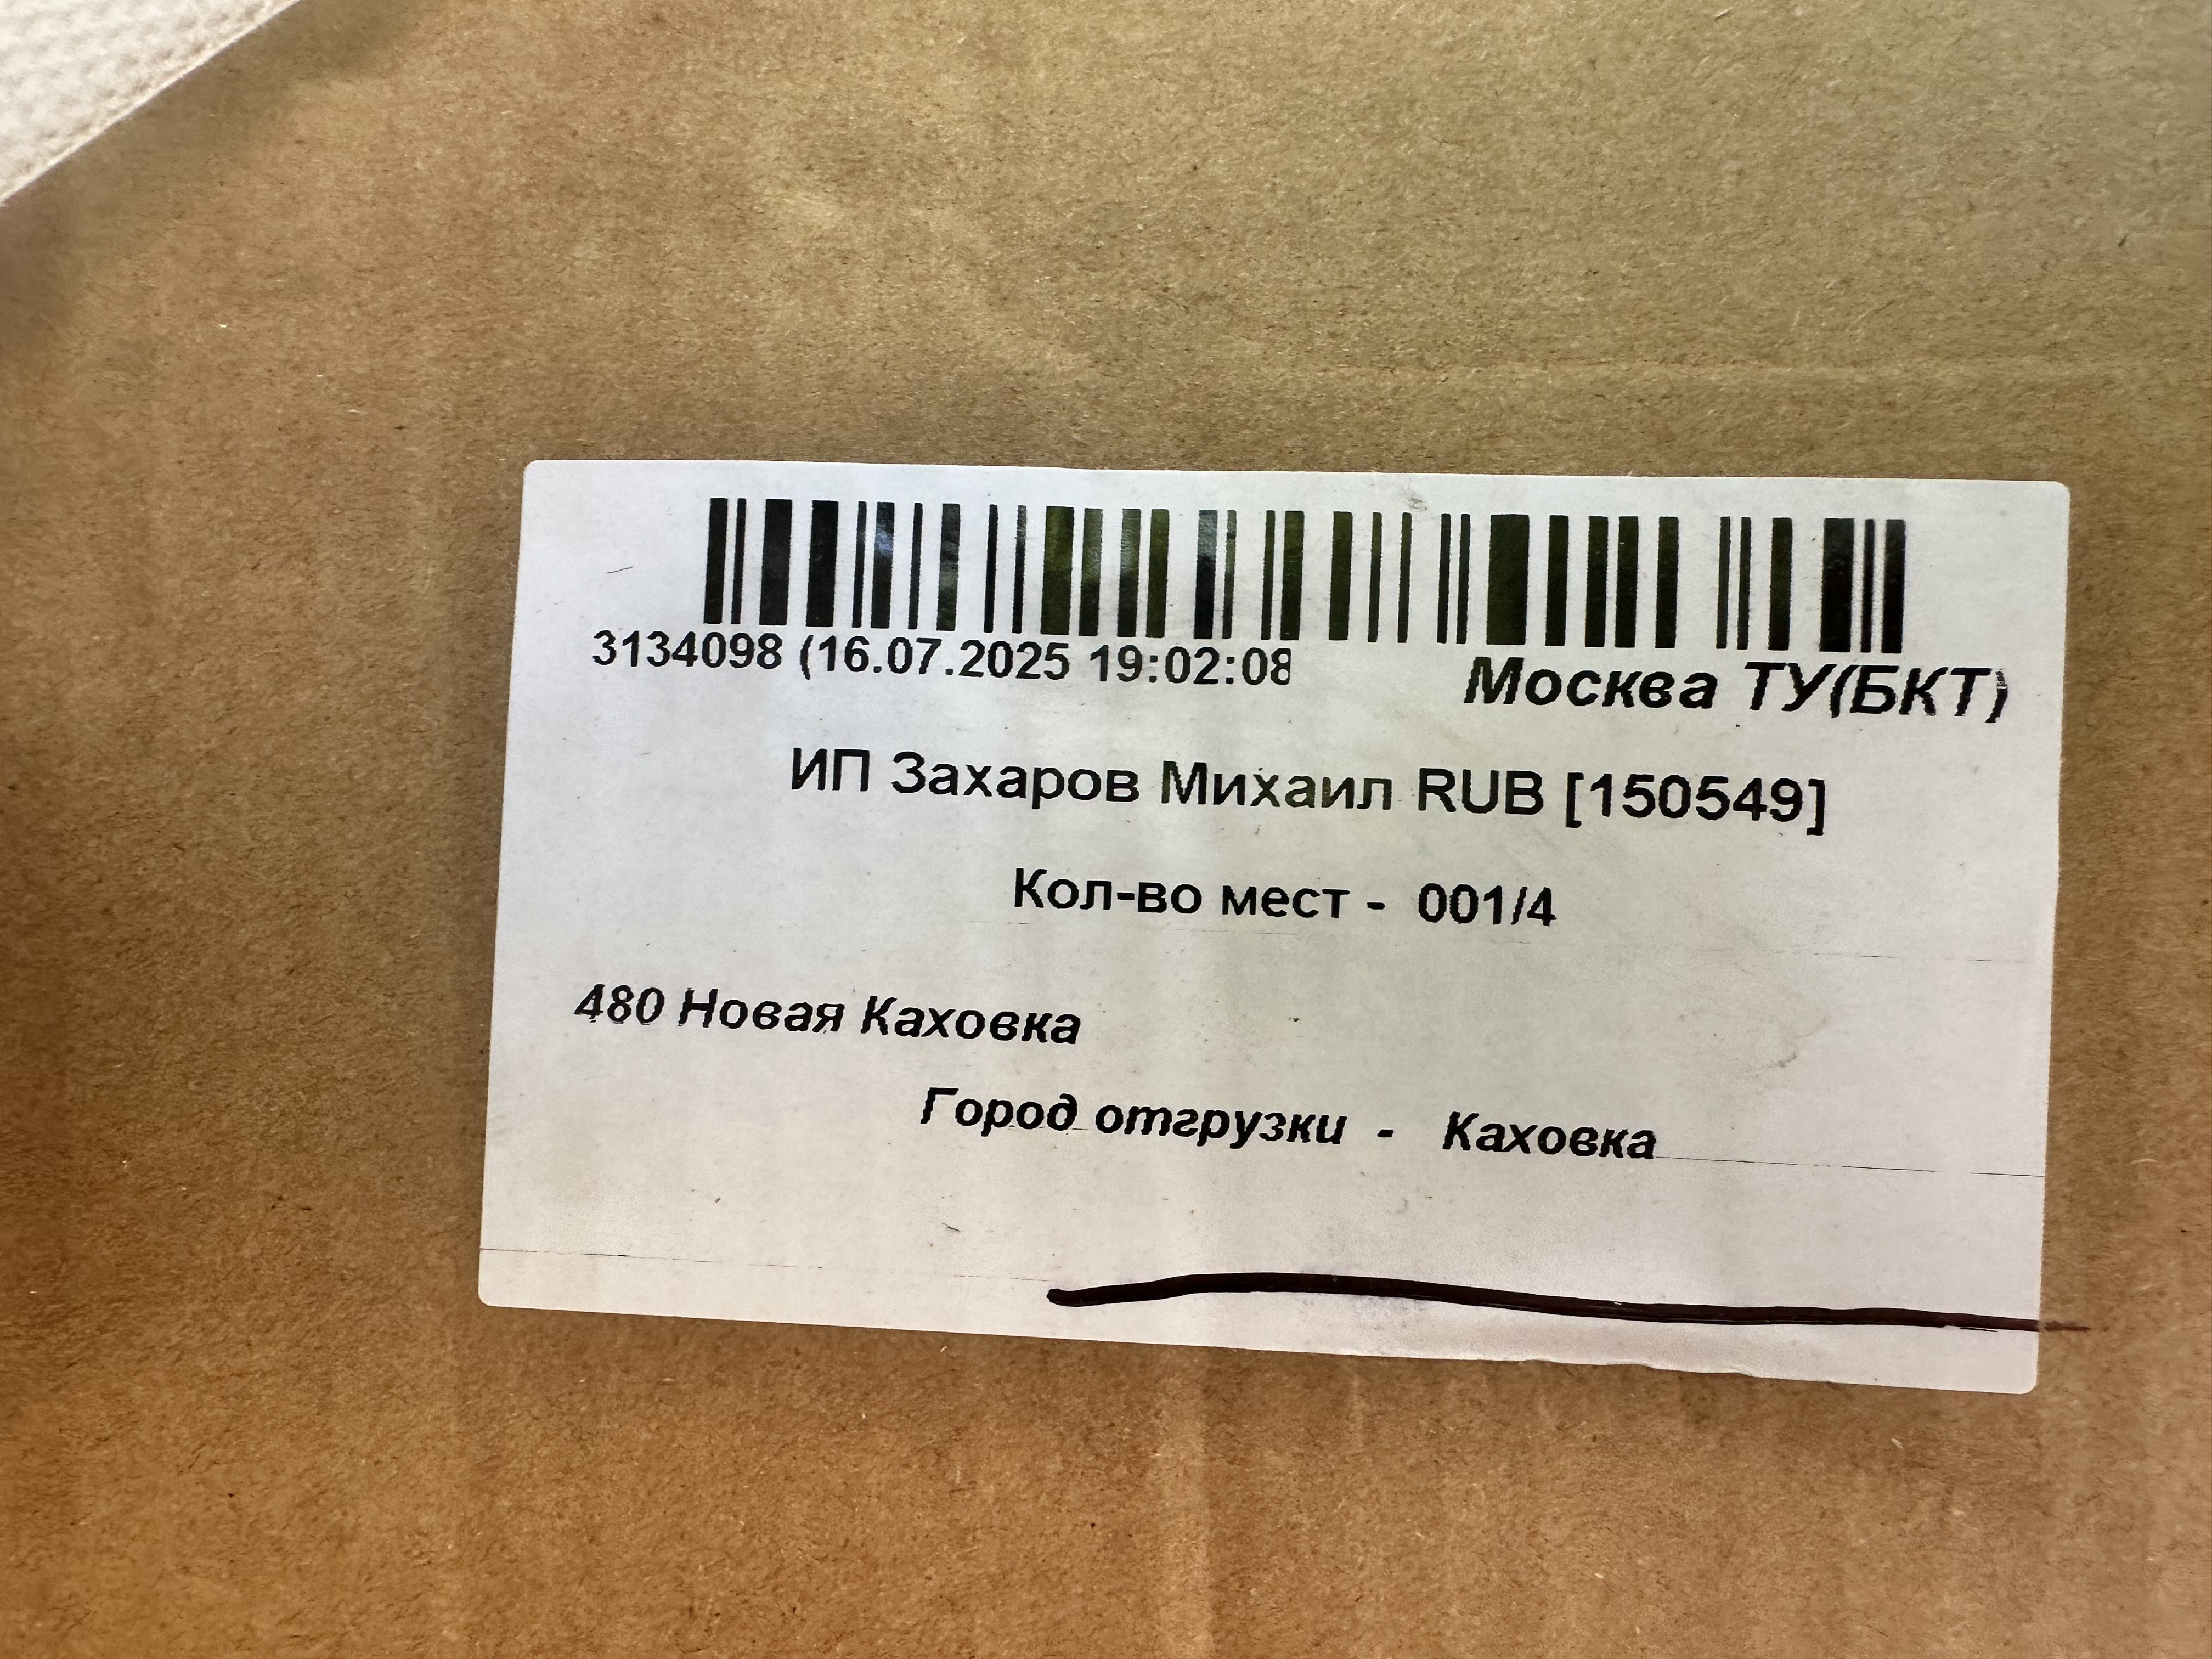 3134098 (16.07.2025 19:02:08
Москва ТУ(БКТ)
ИП Захаров Михаил RUB [150549]
Кол-во мест - 001/4
480 Новая Каховка
Город отгрузки - Каховка